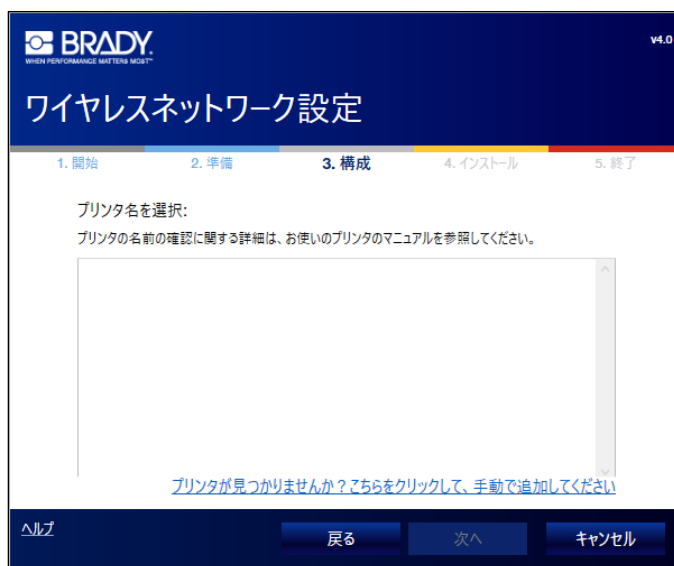 BRADY.
WHEN PERFORMANCE MATTERS MOST™
v4.0
ワイヤレスネットワーク設定
1. 開始
2. 準備
3. 構成
4. インストール
5. 終了
プリンタ名を選択:
プリンタの名前の確認に関する詳細は、お使いのプリンタのマニュアルを参照してください。
プリンタが見つかりませんか？こちらをクリックして、手動で追加してください
ヘルプ
戻る
次へ
キャンセル